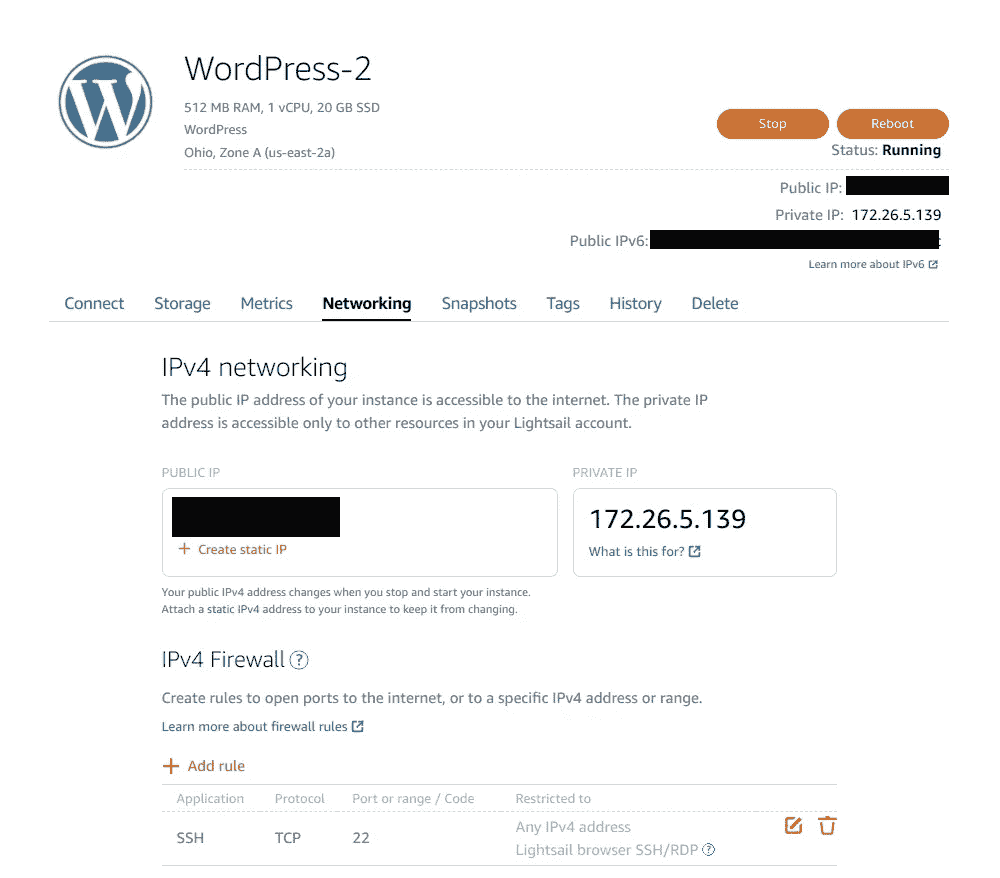 WordPress-2
512 MB RAM, 1 vCPU, 20 GB SSD
WordPress
Ohio, Zone A (us-east-2a)
Stop
Reboot
Status: Running
Public IP:
Private IP: 172.26.5.139
Public IPv6:
Learn more about IPv6
Connect Storage Metrics Networking Snapshots Tags History Delete
IPv4 networking
The public IP address of your instance is accessible to the internet. The private IP
address is accessible only to other resources in your Lightsail account.
PUBLIC IP
+ Create static IP
PRIVATE IP
172.26.5.139
What is this for?
Your public IPv4 address changes when you stop and start your instance.
Attach a static IPv4 address to your instance to keep it from changing.
IPv4 Firewall ?
Create rules to open ports to the internet, or to a specific IPv4 address or range.
Learn more about firewall rules
+ Add rule
Application Protocol Port or range / Code Restricted to
SSH TCP 22 Any IPv4 address
Lightsail browser SSH/RDP ?